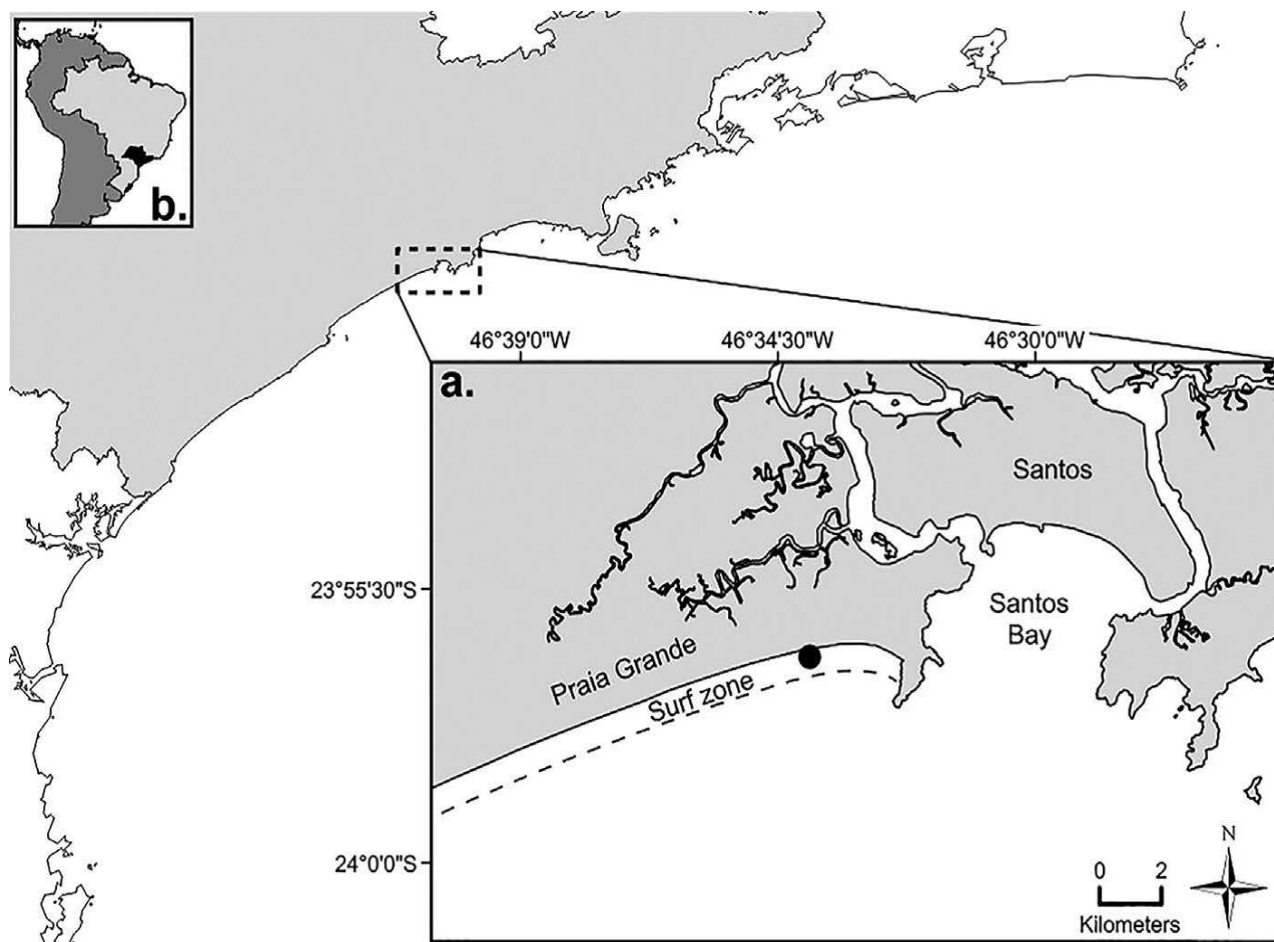 b.
46°39'0"W
46°34'30"W
46°30'0"W
a.
Santos
23°55'30"S
Santos
Bay
Praia Grande
Surf zone
24°0'0"S
N
0 2
Kilometers